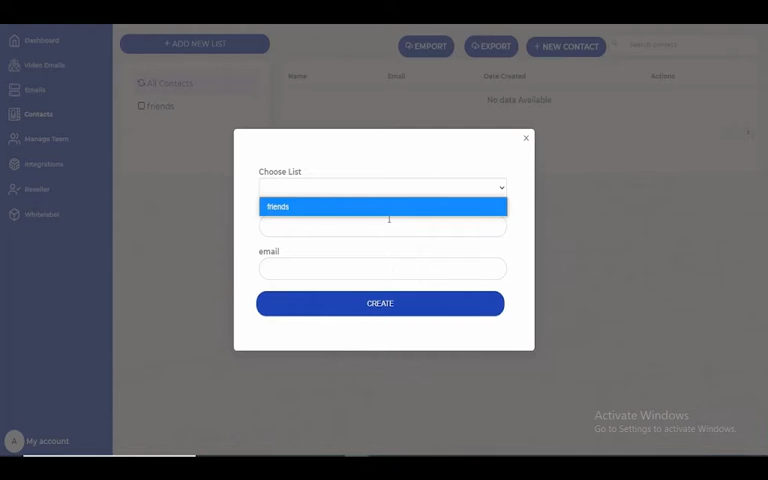 Dashboard
+ ADD NEW LIST
EMPORT
EXPORT
+ NEW CONTACT
Search contact
Video Emails
All Contacts
Name
Email
Date Created
Actions
Emails
friends
No data Available
Contacts
Manage Team
Integrations
Reseller
Whitelabel
Choose List
friends
email
CREATE
Activate Windows
Go to Settings to activate Windows.
A
My account